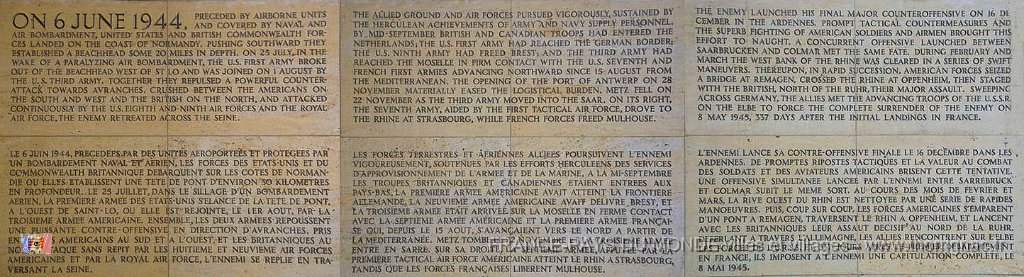 ON 6 JUNE 1944, PRECEDED BY AIRBORNE UNITS
AND COVERED BY NAVAL AND
AIR BOMBARDMENT, UNITED STATES AND BRITISH COMMONWEALTH FOR-
CES LANDED ON THE COAST OF NORMANDY. PUSHING SOUTHWARD THEY
ESTABLISHED A BEACHEAD SOME 20 MILES IN DEPTH. ON 25 JULY, IN THE
WAKE OF A PARALYZING AIR BOMBARDMENT, THE U.S. FIRST ARMY BROKE
OUT OF THE BEACHHEAD WEST OF ST LO AND WAS JOINED ON 1 AUGUST BY
THE U.S. THIRD ARMY. TOGETHER THEY REPULSED A POWERFUL COUNTER-
ATTACK TOWARDS AVRANCHES. CRUSHED BETWEEN THE AMERICANS ON
THE SOUTH AND WEST AND THE BRITISH ON THE NORTH, AND ATTACKED
CONTINUOUSLY BY THE U.S. EIGHTH AND NINTH AIR FORCES AND THE ROYAL
AIR FORCE, THE ENEMY RETREATED ACROSS THE SEINE.
THE ALLIED GROUND AND AIR FORCES PURSUED VIGOROUSLY, SUSTAINED BY
THE HERCULEAN ACHIEVEMENTS OF ARMY AND NAVY SUPPLY PERSONNEL.
BY MID-SEPTEMBER BRITISH AND CANADIAN TROOPS HAD ENTERED THE
NETHERLANDS; THE U.S. FIRST ARMY HAD REACHED THE GERMAN BORDER;
THE U.S. NINTH ARMY HAD FREED BREST; AND THE THIRD ARMY HAD
REACHED THE MOSELLE IN FIRM CONTACT WITH THE U.S. SEVENTH AND
FRENCH FIRST ARMIES ADVANCING NORTHWARD SINCE 15 AUGUST FROM
THE MEDITERRANEAN. THE OPENING OF THE PORT OF ANTWERP ON 28
NOVEMBER MATERIALLY EASED THE LOGISTICAL BURDEN. METZ FELL ON
22 NOVEMBER AS THE THIRD ARMY MOVED INTO THE SAAR. ON ITS RIGHT,
THE SEVENTH ARMY, AIDED BY THE FIRST TACTICAL AIR FORCE, DROVE TO
THE RHINE AT STRASBOURG, WHILE FRENCH FORCES FREED MULHOUSE.
THE ENEMY LAUNCHED HIS FINAL MAJOR COUNTEROFFENSIVE ON 16 DE-
CEMBER IN THE ARDENNES. PROMPT TACTICAL COUNTERMEASURES AND
THE SUPERB FIGHTING OF AMERICAN SOLDIERS AND AIRMEN BROUGHT THIS
EFFORT TO NAUGHT. A CONCURRENT OFFENSIVE LAUNCHED BETWEEN
SAARBRUCKEN AND COLMAR MET THE SAME FATE. DURING FEBRUARY AND
MARCH THE WEST BANK OF THE RHINE WAS CLEARED IN A SERIES OF SWIFT
MANEUVERS. THEREUPON, IN RAPID SUCCESSION, AMERICAN FORCES SEIZED
A BRIDGE AT REMAGEN, CROSSED THE RHINE AT OPPENHEIM, THEN STAGED
WITH THE BRITISH, NORTH OF THE RUHR, THEIR MAJOR ASSAULT. SWEEPING
ACROSS GERMANY, THE ALLIES MET THE ADVANCING TROOPS OF THE U.S.S.R.
ON THE ELBE TO FORCE THE COMPLETE SURRENDER OF THE ENEMY ON
8 MAY 1945, 337 DAYS AFTER THE INITIAL LANDINGS IN FRANCE.
LE 6 JUIN 1944, PRECEDEES PAR DES UNITES AEROPORTEES ET PROTEGEES PAR
UN BOMBARDEMENT NAVAL ET AERIEN, LES FORCES DES ETATS-UNIS ET DU
COMMONWEALTH BRITANNIQUE DEBARQUENT SUR LES COTES DE NORMAN-
DIE OU ELLES ETABLISSENT UNE TETE DE PONT D'ENVIRON 30 KILOMETRES
EN PROFONDEUR. LE 25 JUILLET, DANS LE SILLAGE D'UN BOMBARDEMENT
AERIEN, LA PREMIERE ARMEE DES ETATS-UNIS S'ELANCE DE LA TETE DE PONT,
A L'OUEST DE SAINT-LO, OU ELLE EST REJOINTE, LE 1ER AOUT, PAR LA
TROISIEME ARMEE AMERICAINE. ENSEMBLE, LES DEUX ARMEES REPOUSSENT
UNE PUISSANTE CONTRE-OFFENSIVE EN DIRECTION D'AVRANCHES. PRIS
AMERICAINS AU SUD ET A L'OUEST, ET LES BRITANNIQUES AU
SANS REPIT PAR LES HUITIEME ET NEUVIEME AIR FORCES
AMERICAINES ET PAR LA ROYAL AIR FORCE, L'ENNEMI SE REPLIE EN TRA-
VERSANT LA SEINE.
LES FORCES TERRESTRES ET AERIENNES ALLIEES POURSUIVENT L'ENNEMI
VIGOUREUSEMENT, SOUTENUES PAR LES EFFORTS HERCULEENS DES SERVICES
D'APPROVISIONNEMENT DE L'ARMEE ET DE LA MARINE. A LA MI-SEPTEMBRE
LES TROUPES BRITANNIQUES ET CANADIENNES ETAIENT ENTREES AUX
PAYS-BAS, LA PREMIERE ARMEE AMERICAINE AVAIT ATTEINT LA FRONTIERE
ALLEMANDE, LA NEUVIEME ARMEE AMERICAINE AVAIT DELIVRE BREST, ET
LA TROISIEME ARMEE ETAIT ARRIVEE SUR LA MOSELLE EN FERME CONTACT
AVEC LA SEPTIEME ARMEE AMERICAINE ET LA PREMIERE ARMEE FRANCAI-
SE QUI, DEPUIS LE 15 AOUT, S'AVANCAIENT VERS LE NORD A PARTIR DE
LA MEDITERRANEE. METZ TOMBE
ENTRE EN SARRE. SUR SA DROITE
PREMIERE TACTICAL AIR FORCE AMERICAINE ATTEINT LE RHIN A STRASBOURG,
TANDIS QUE LES FORCES FRANÇAISES LIBERENT MULHOUSE.
L'ENNEMI LANCE SA CONTRE-OFFENSIVE FINALE LE 16 DECEMBRE DANS LES
ARDENNES. DE PROMPTES RIPOSTES TACTIQUES ET LA VALEUR AU COMBAT
DES SOLDATS ET DES AVIATEURS AMERICAINS BRISENT CETTE TENTATIVE.
UNE OFFENSIVE SIMULTANEE LANCEE PAR L'ENNEMI ENTRE SARREBRUCK
ET COLMAR SUBIT LE MEME SORT. AU COURS DES MOIS DE FEVRIER ET
MARS, LA RIVE OUEST DU RHIN EST NETTOYEE PAR UNE SERIE DE RAPIDES
MANOEUVRES. PUIS, COUP SUR COUP, LES FORCES AMERICAINES S'EMPARENT
D'UN PONT A REMAGEN, TRAVERSENT LE RHIN A OPPENHEIM, ET LANCENT
AVEC LES BRITANNIQUES LEUR ASSAUT DECISIF AU NORD DE LA RUHR.
L'ALLEMAGNE, LES ALLIES RENCONTRENT SUR L'ELBE
EN FRANCE, ILS IMPOSENT A L'ENNEMI UNE CAPITULATION COMPLETE, LE
8 MAI 1945.